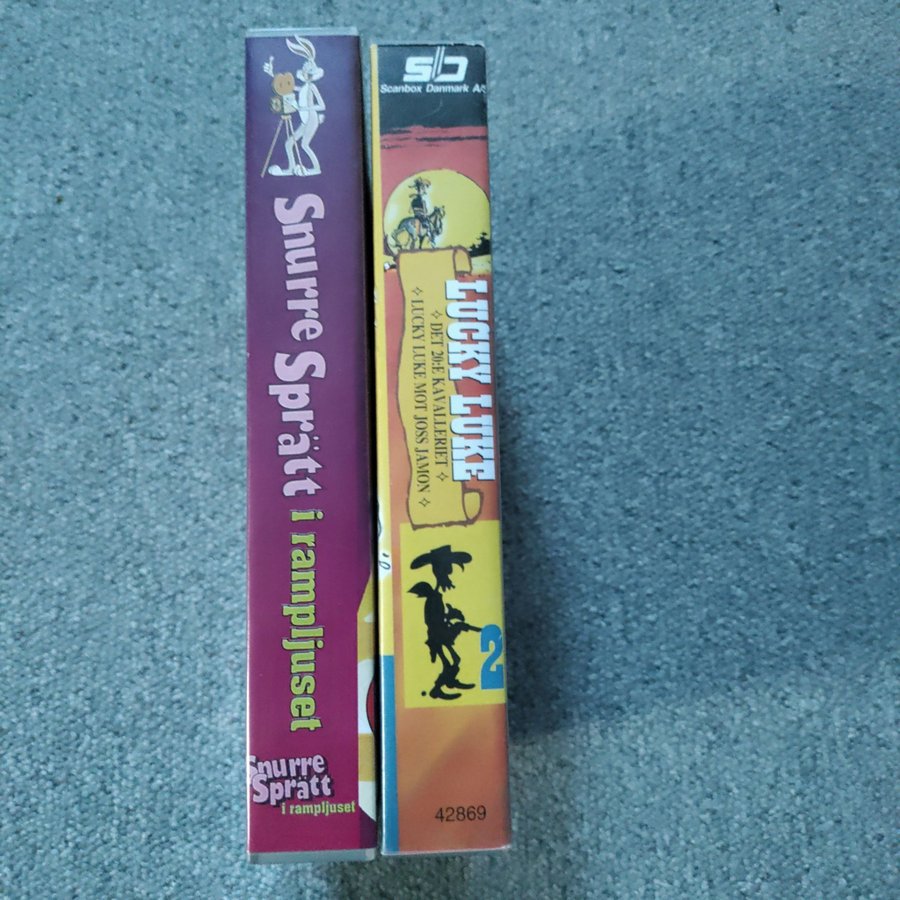 Snurre Sprätt i rampljuset
Snurre
Sprätt
i rampljuset
sb
Scanbox Danmark A/S
LUCKY LUKE
✧ DET 20:E KAVALLERIET ✧
✧ LUCKY LUKE MOT JOSS JAMON ✧
2
42869